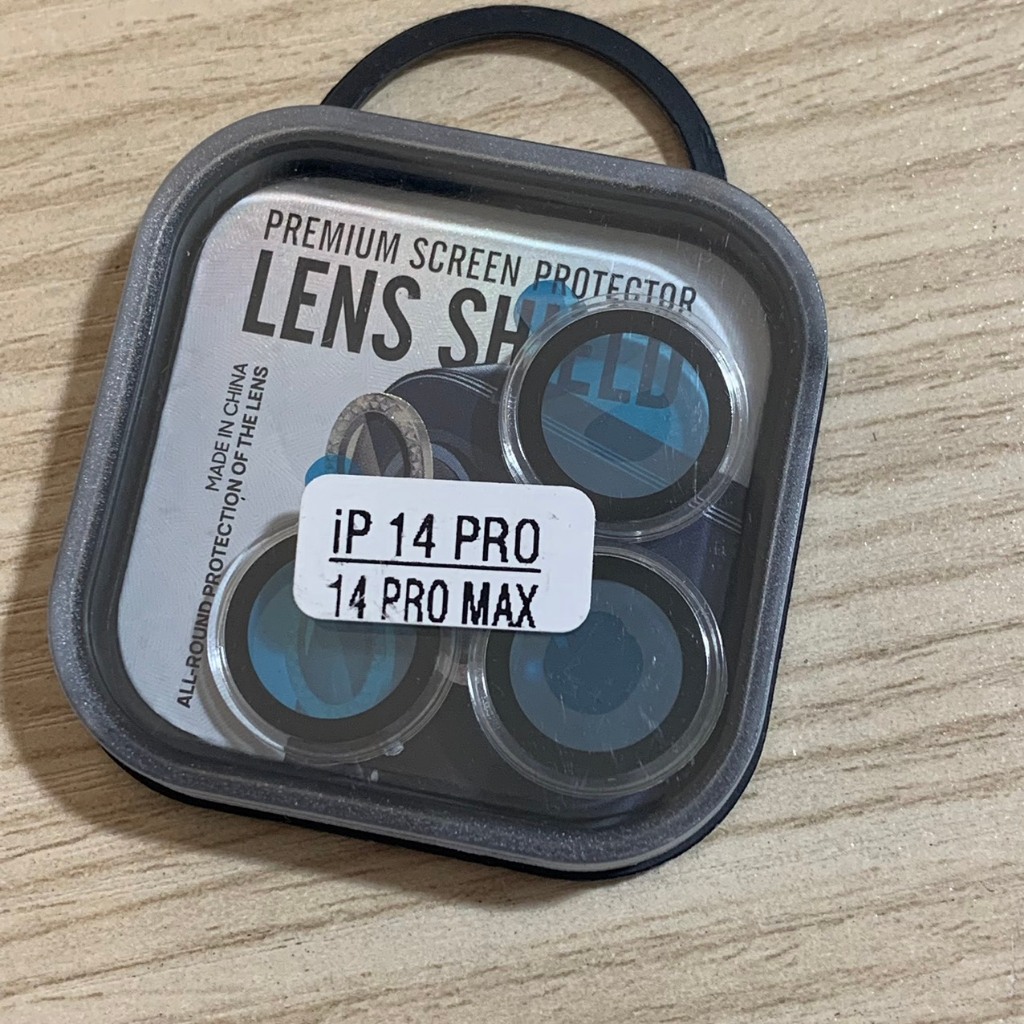 PREMIUM SCREEN PROTECTOR
LENS SHIELD
MADE IN CHINA
ALL-ROUND PROTECTION OF THE LENS
iP 14 PRO
14 PRO MAX